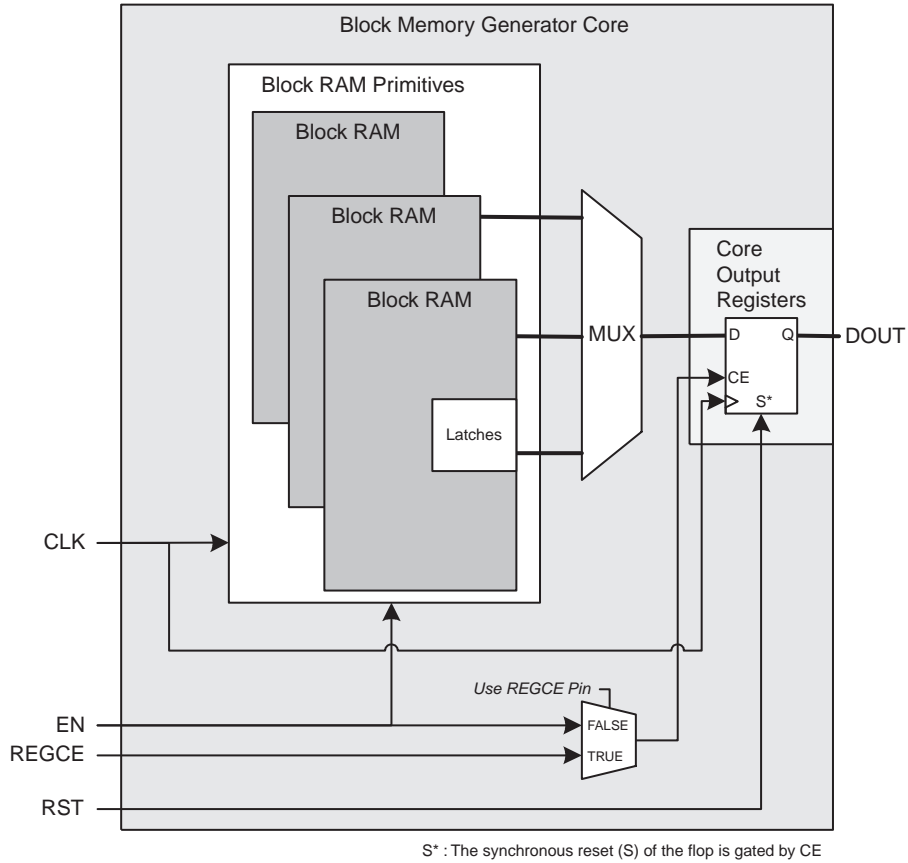 Block Memory Generator Core
Block RAM Primitives
Block RAM
Block RAM
Block RAM
Latches
MUX
Core
Output
Registers
D
Q
CE
S*
DOUT
CLK
EN
REGCE
RST
Use REGCE Pin
FALSE
TRUE
S* : The synchronous reset (S) of the flop is gated by CE